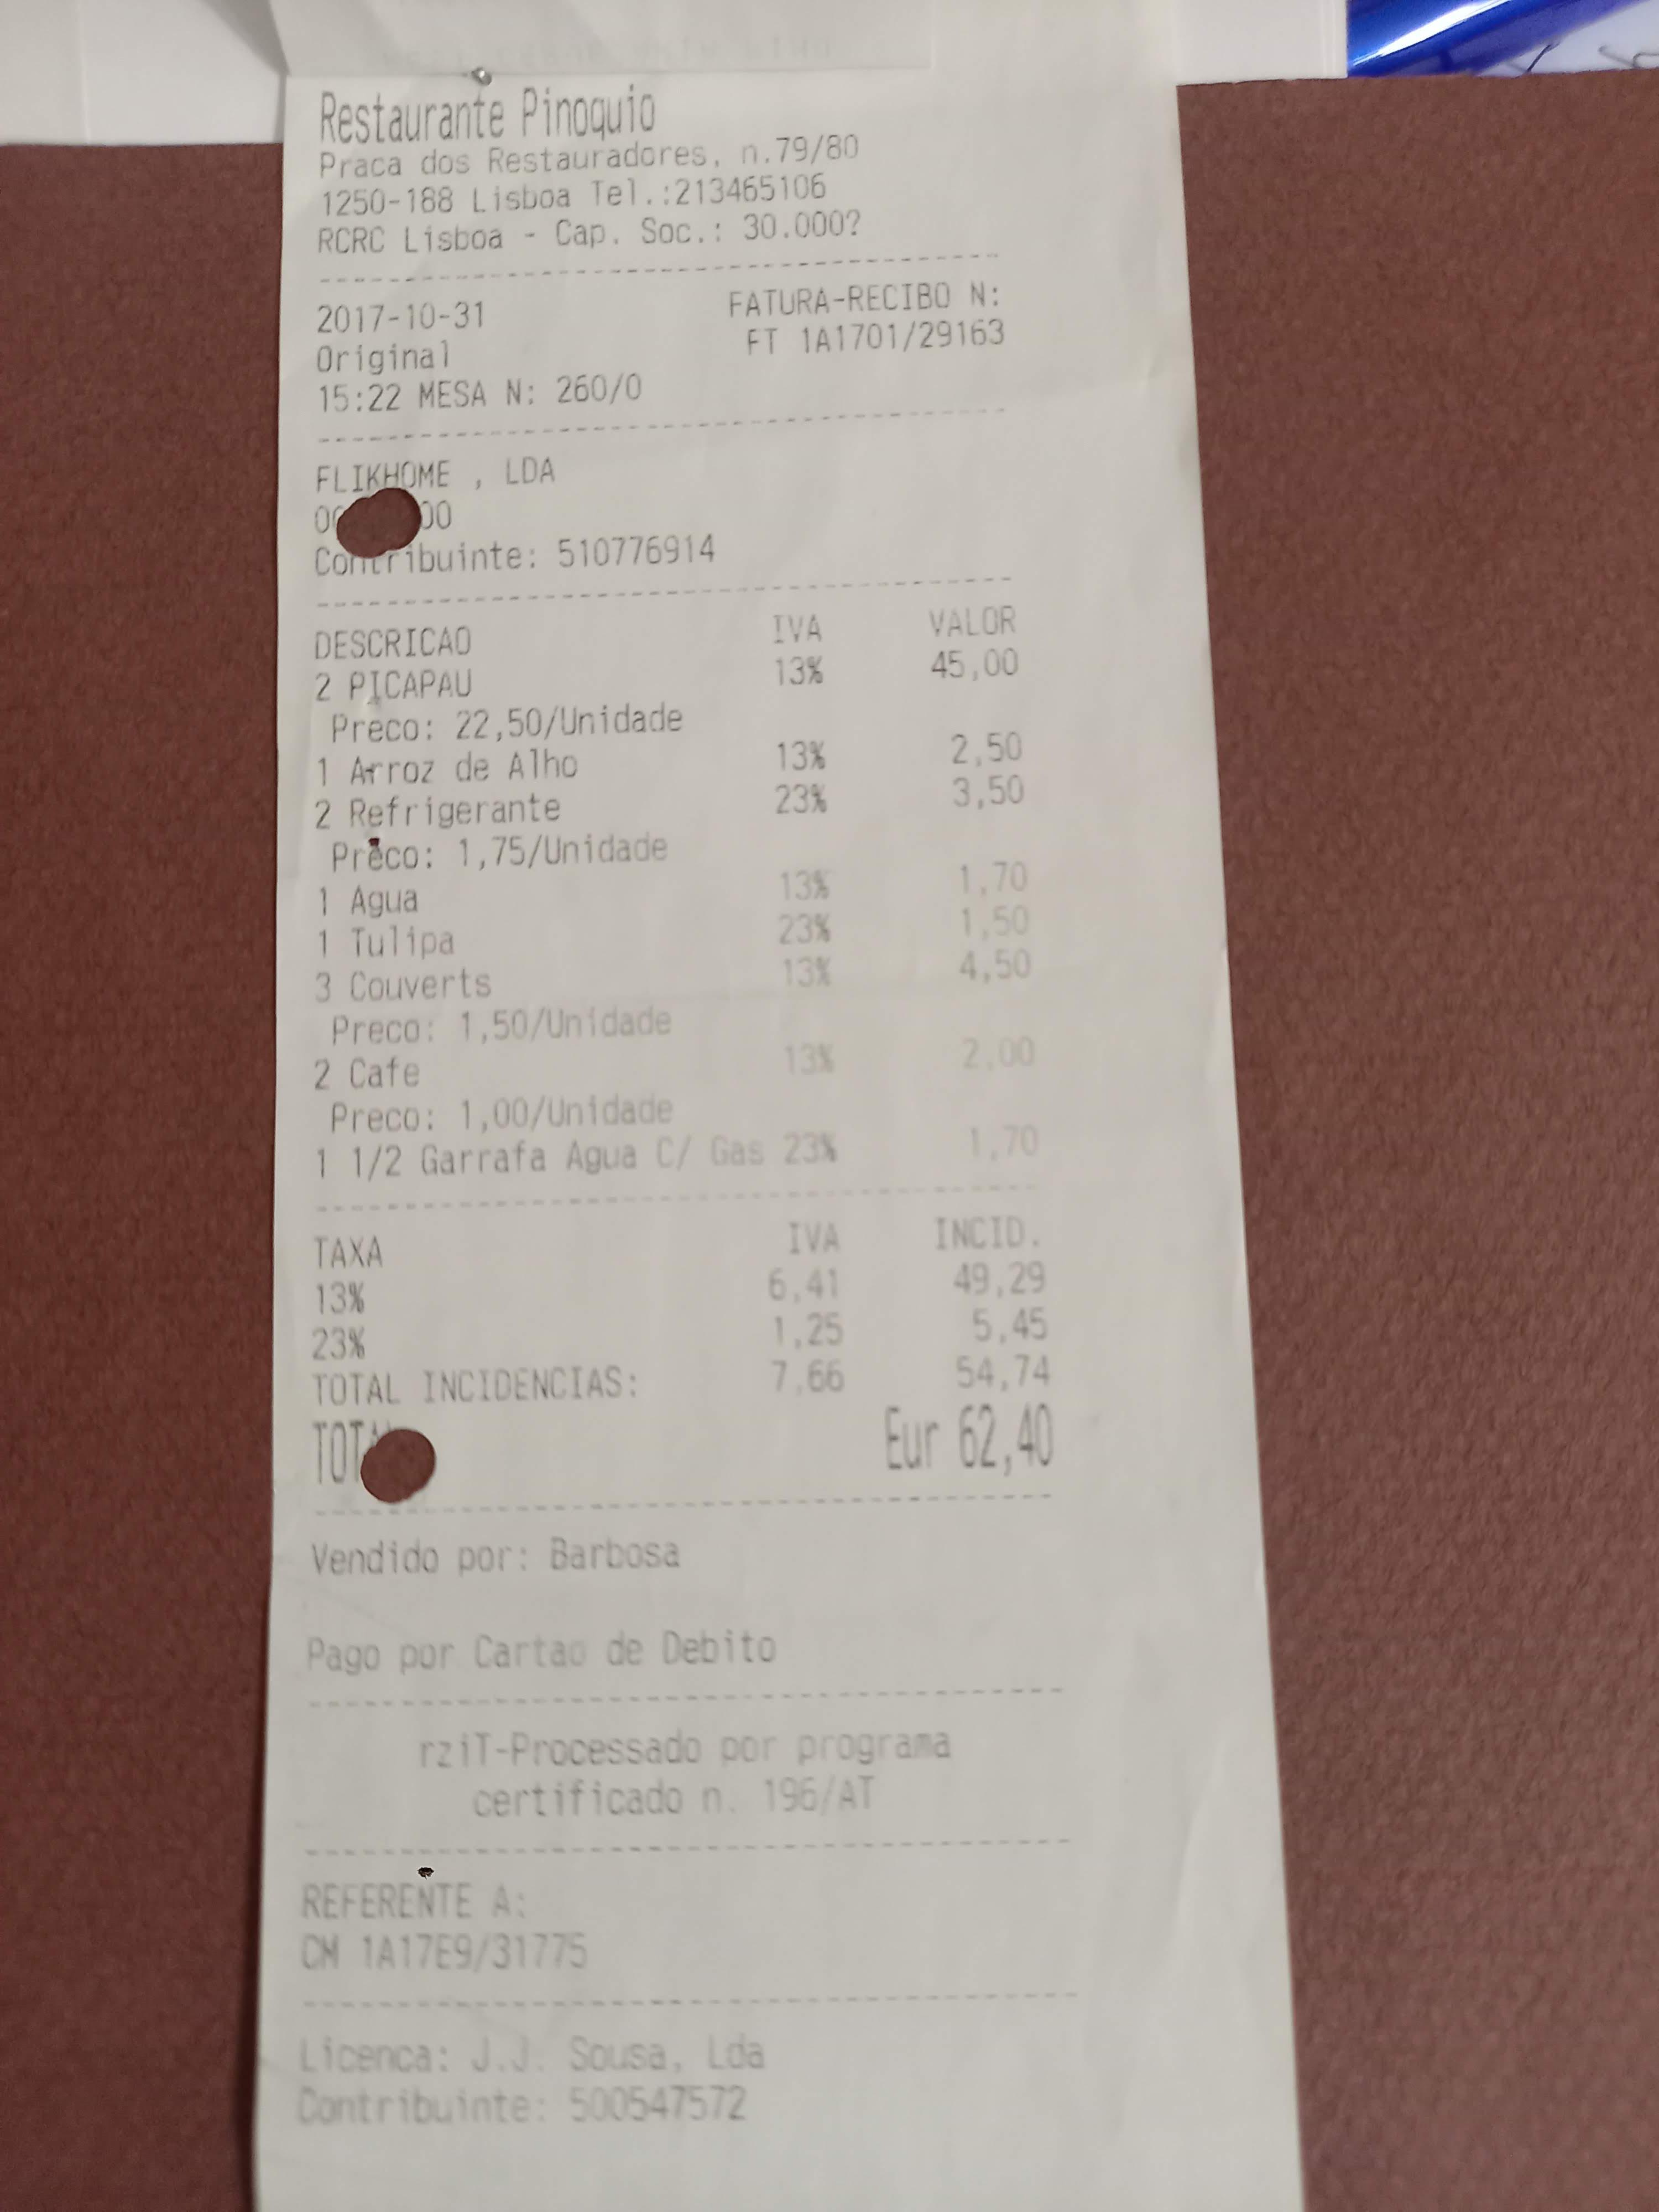 Restaurante Pinoquio
Praca dos Restauradores, n.79/80
1250-188 Lisboa Tel.:213465106
RCRC Lisboa - Cap. Soc.: 30.000?
2017-10-31 FATURA-RECIBO N:
Original FT 1A1701/29163
15:22 MESA N: 260/0
FLIKHOME , LDA
Contribuinte: 510776914
DESCRICAO IVA VALOR
2 PICAPAU 13% 45,00
Preco: 22,50/Unidade
1 Arroz de Alho 13% 2,50
2 Refrigerante 23% 3,50
Preco: 1,75/Unidade
1 Agua 13% 1,70
1 Tulipa 23% 1,50
3 Couverts 13% 4,50
Preco: 1,50/Unidade
2 Cafe 13% 2,00
Preco: 1,00/Unidade
1 1/2 Garrafa Agua C/ Gas 23% 1,70
TAXA IVA INCID.
13% 6,41 49,29
23% 1,25 5,45
TOTAL INCIDENCIAS: 7,66 54,74
TOTAL Eur 62,40
Vendido por: Barbosa
Pago por Cartao de Debito
rziT-Processado por programa
certificado n. 196/AT
REFERENTE A:
CM 1A17E9/31775
Licenca: J.J. Sousa, Lda
Contribuinte: 500547572